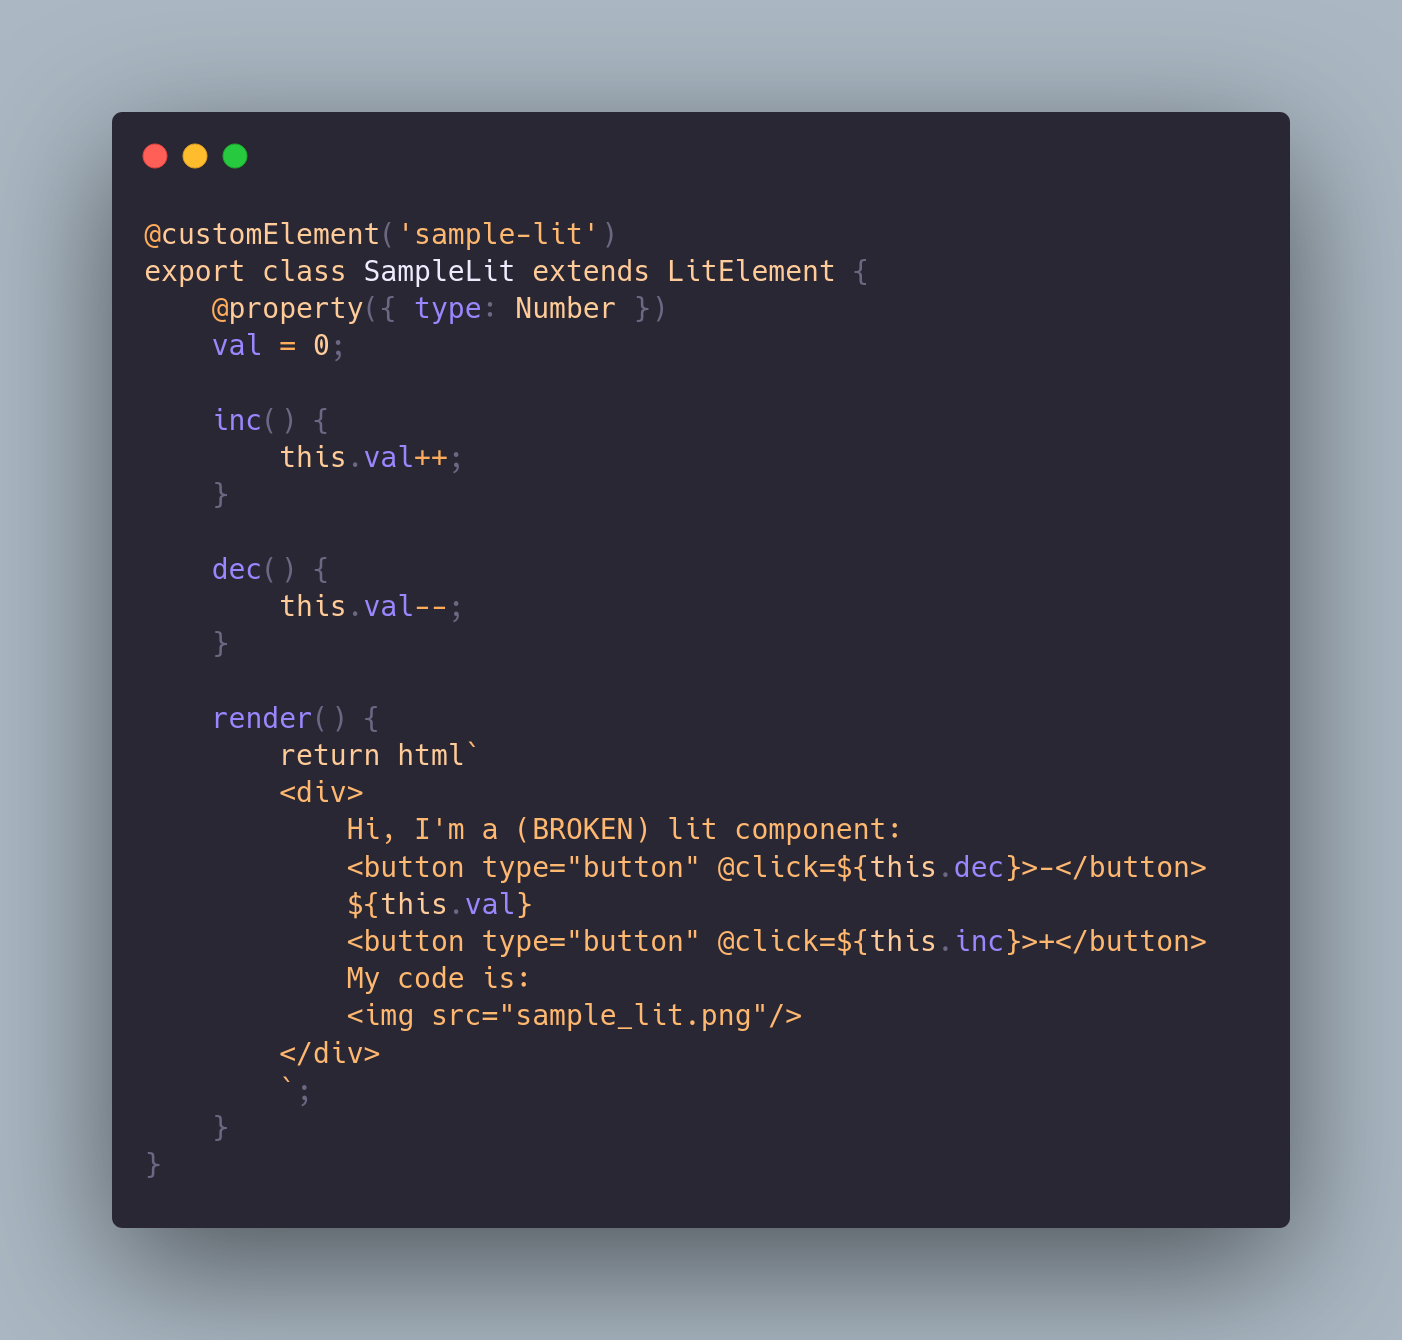 @customElement('sample-lit')
export class SampleLit extends LitElement {
    @property({ type: Number })
    val = 0;

    inc() {
        this.val++;
    }

    dec() {
        this.val--;
    }

    render() {
        return html`
        <div>
            Hi, I'm a (BROKEN) lit component:
            <button type="button" @click=${this.dec}>-</button>
            ${this.val}
            <button type="button" @click=${this.inc}>+</button>
            My code is:
            <img src="sample_lit.png"/>
        </div>
        `;
    }
}